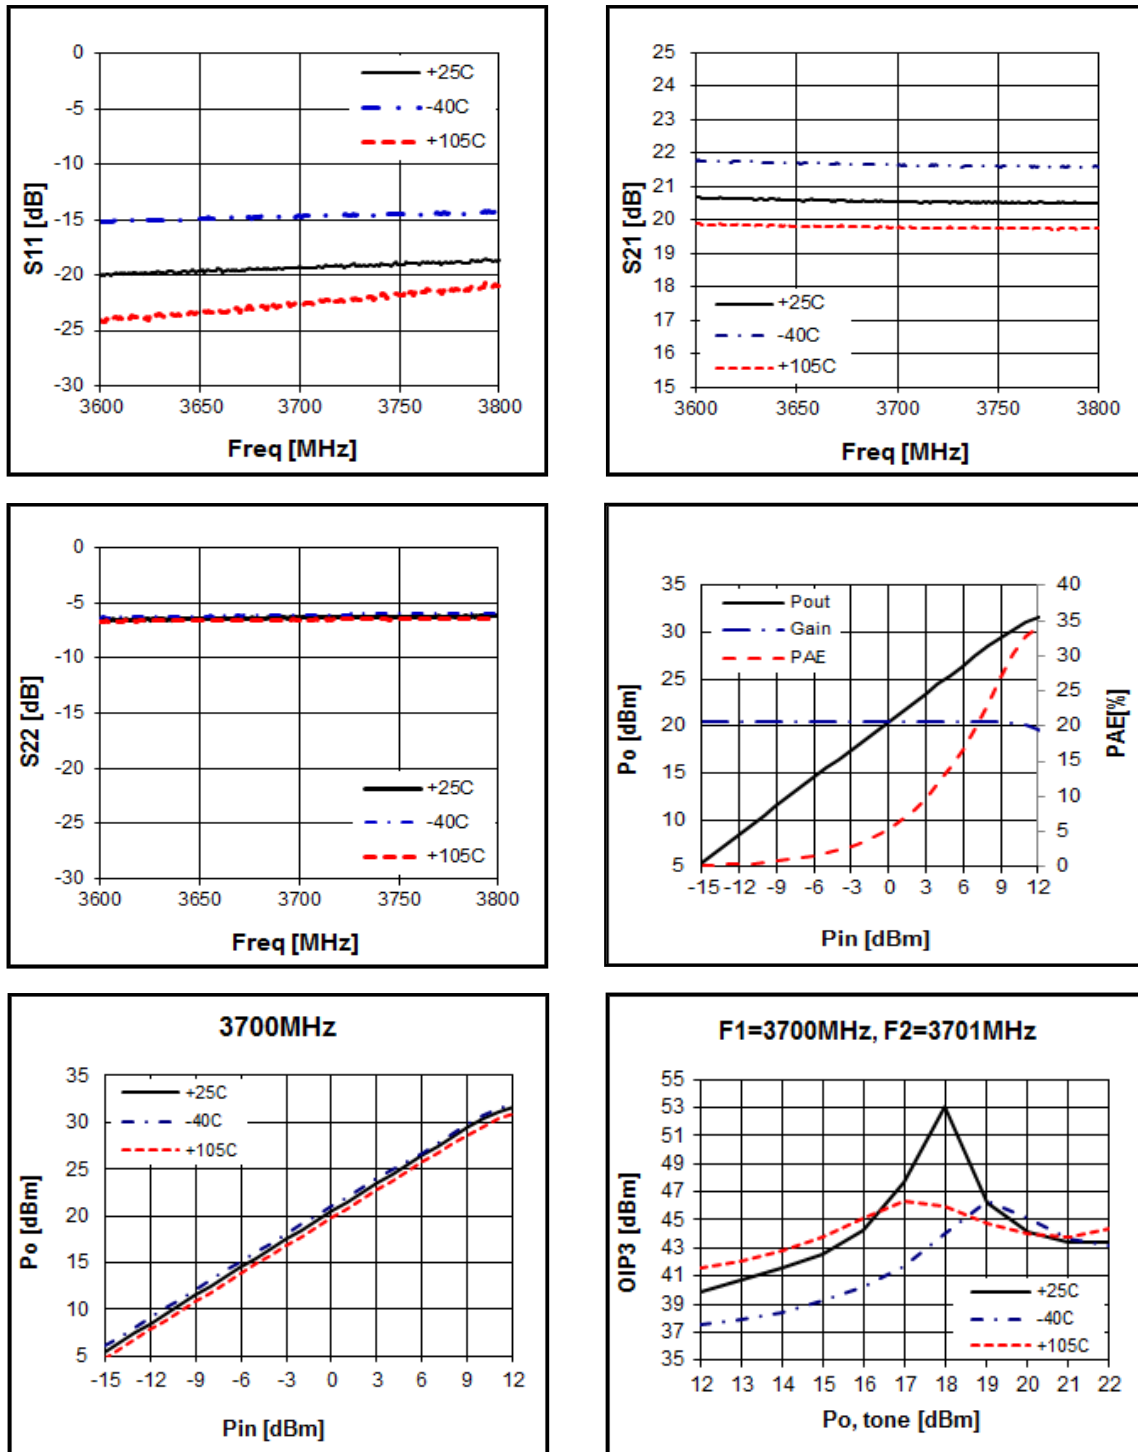 0
-5
-10
-15
-20
-25
-30
S11 [dB]
+25C
-40C
+105C
3600 3650 3700 3750 3800
Freq [MHz]
25
24
23
22
21
20
19
18
17
16
15
S21 [dB]
+25C
-40C
+105C
3600 3650 3700 3750 3800
Freq [MHz]
0
-5
-10
-15
-20
-25
-30
S22 [dB]
+25C
-40C
+105C
3600 3650 3700 3750 3800
Freq [MHz]
35
30
25
20
15
10
5
Po [dBm]
Pout
Gain
PAE
40
35
30
25
20
15
10
5
0
PAE[%]
-15 -12 -9 -6 -3 0 3 6 9 12
Pin [dBm]
3700MHz
35
30
25
20
15
10
5
Po [dBm]
+25C
-40C
+105C
-15 -12 -9 -6 -3 0 3 6 9 12
Pin [dBm]
F1=3700MHz, F2=3701MHz
55
53
51
49
47
45
43
41
39
37
35
OIP3 [dBm]
+25C
-40C
+105C
12 13 14 15 16 17 18 19 20 21 22
Po, tone [dBm]